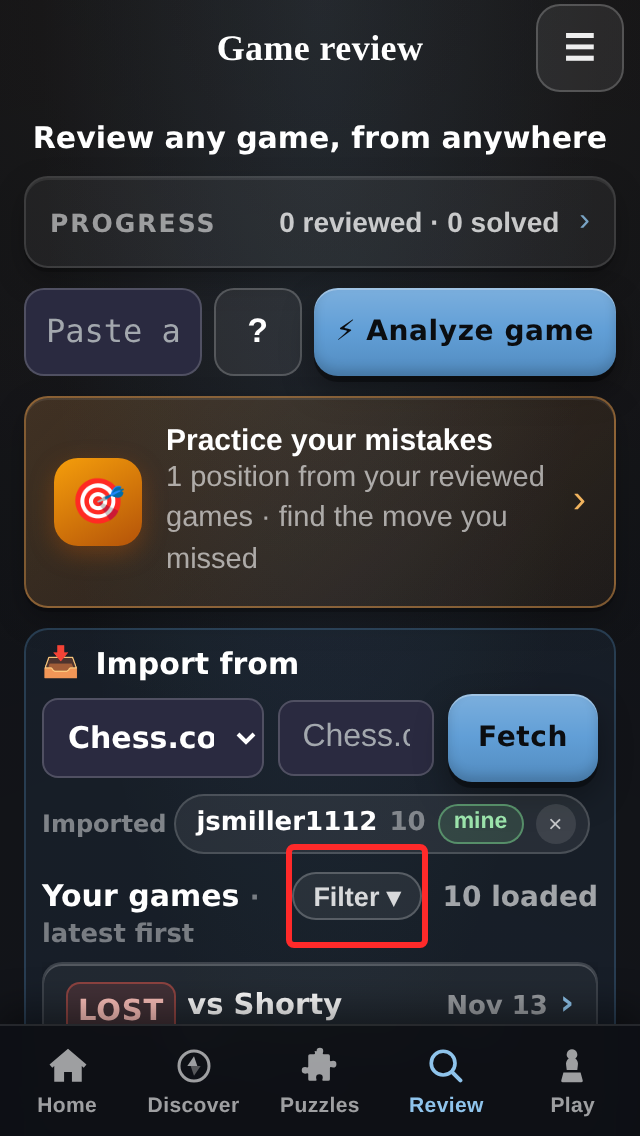 Game review
☰
Review any game, from anywhere
PROGRESS 0 reviewed · 0 solved ›
Paste a ? ⚡ Analyze game
Practice your mistakes
1 position from your reviewed
games · find the move you
missed
›
📥 Import from
Chess.co Chess.c Fetch
Imported jsmiller1112 10 mine ×
Your games · Filter ▾ 10 loaded
latest first
LOST vs Shorty Nov 13 ›
Home Discover Puzzles Review Play